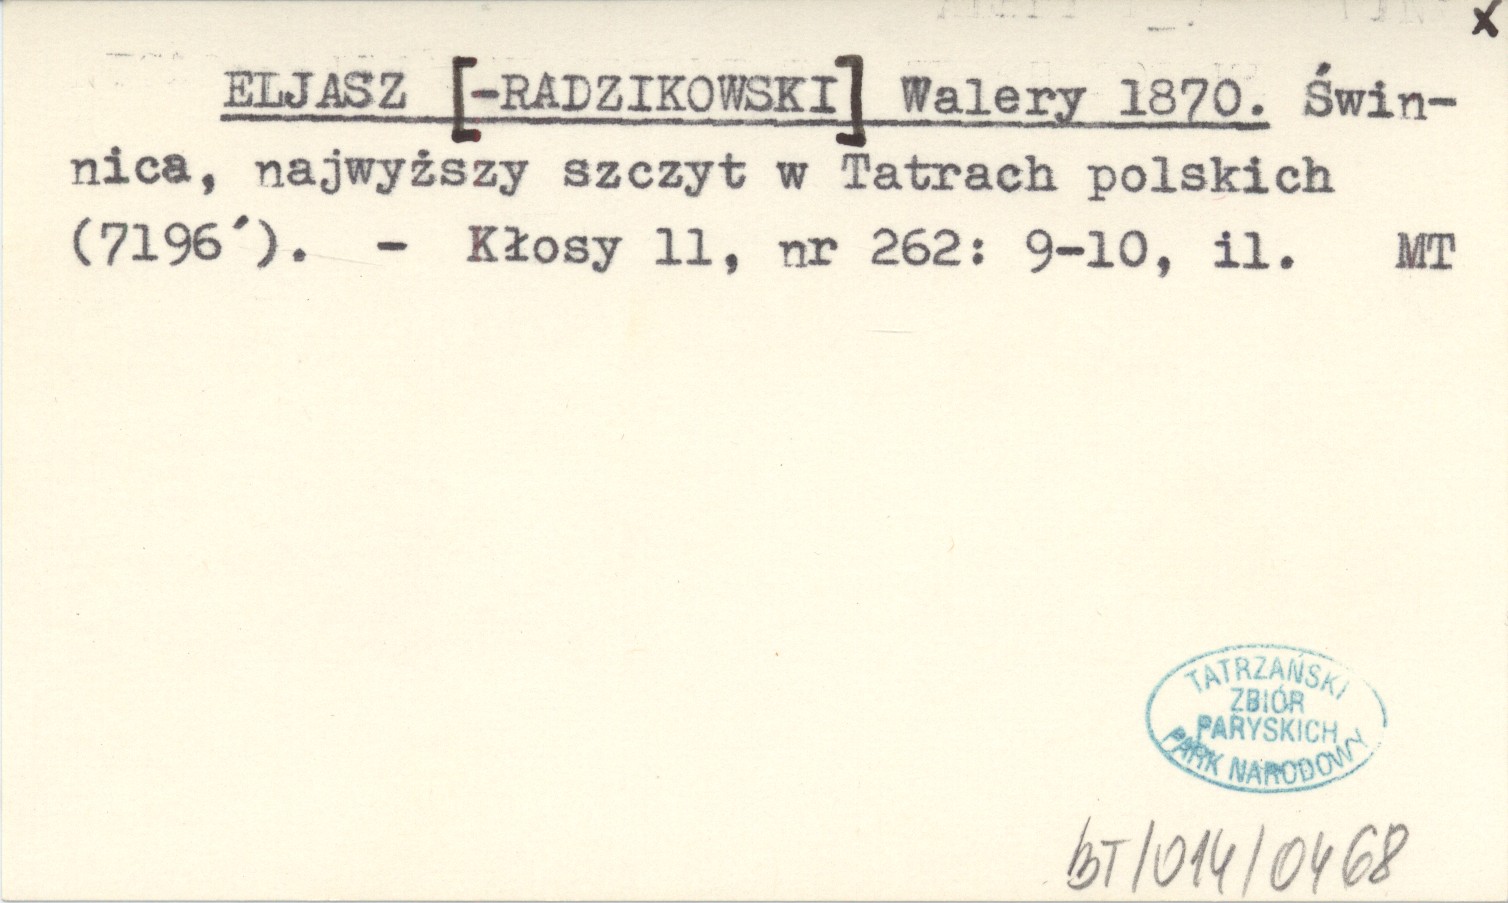 x
ELJASZ [-RADZIKOWSKI] Walery 1870. Świn-
nica, najwyższy szczyt w Tatrach polskich
(7196´). - Kłosy 11, nr 262: 9-10, il. MT
TATRZAŃSKI
ZBIÓR
PARYSKICH
PARK NARODOWY
BT/014/0468